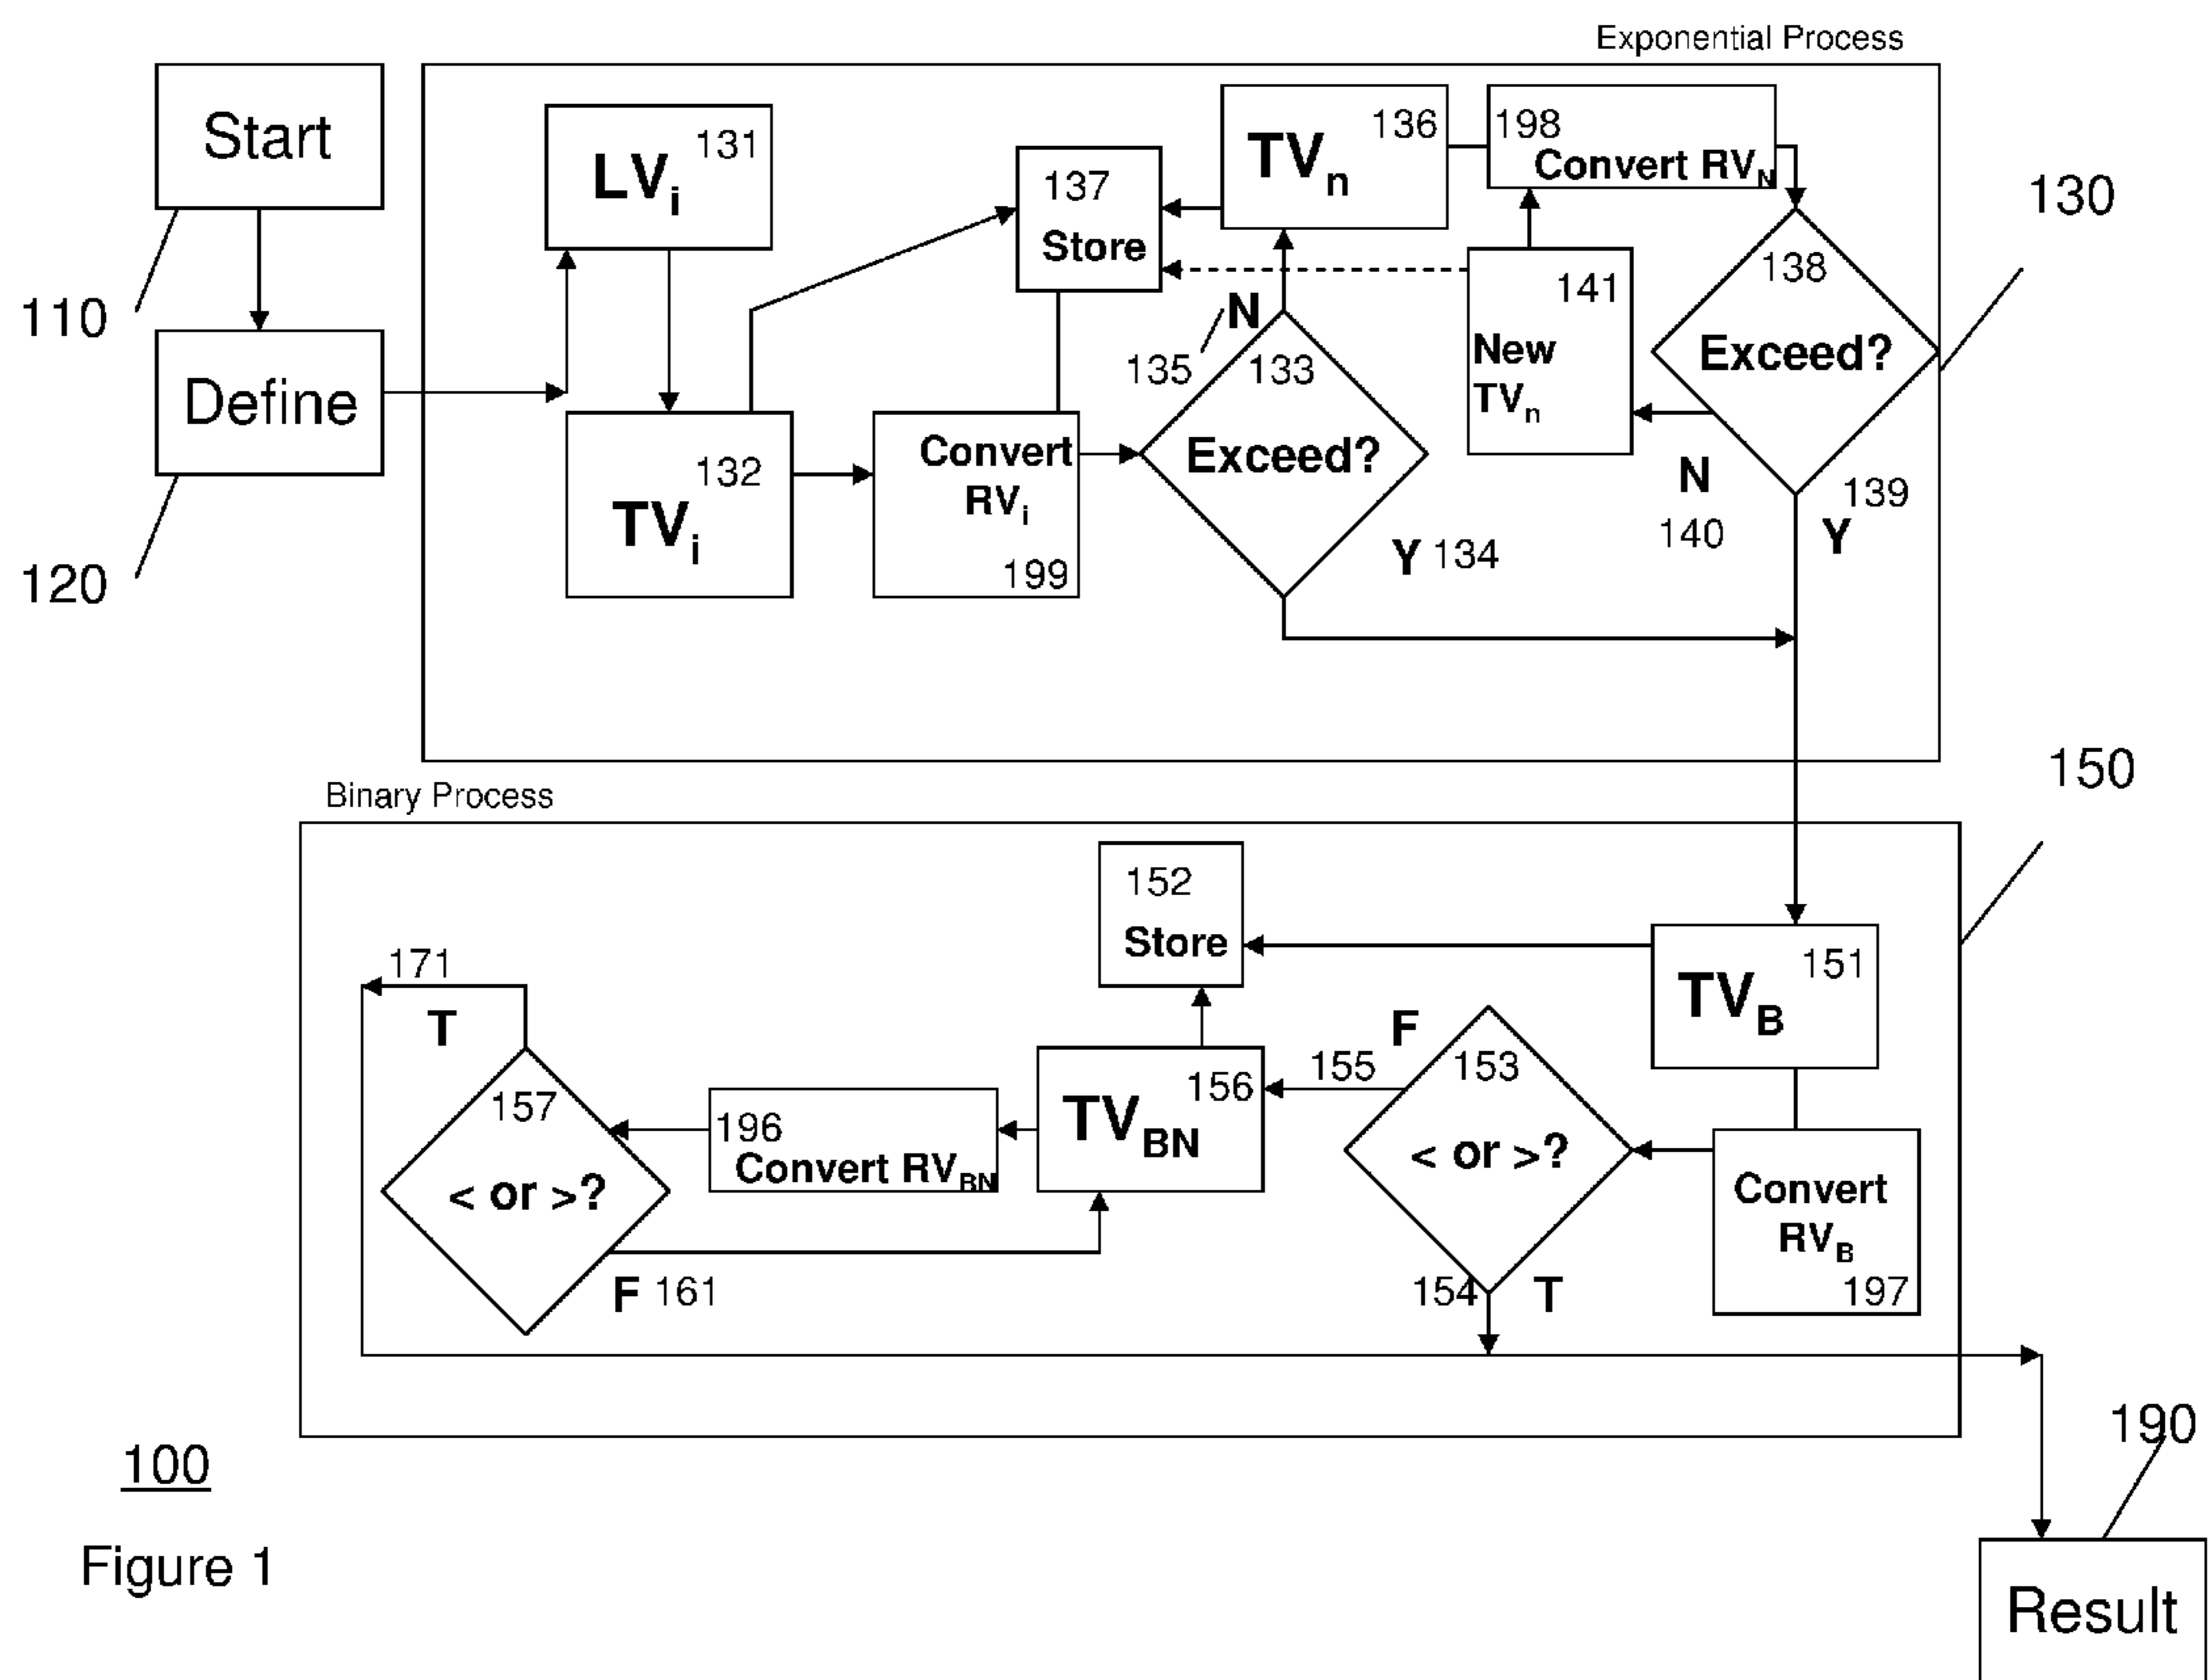 Exponential Process
Start
110
Define
120
LVi 131
TVi 132
Convert
RVi
199
137
Store
TVn 136
198
Convert RVN
135
N
133
Exceed?
Y 134
141
New
TVn
138
Exceed?
130
N
140
139
Y
Binary Process
150
152
Store
TVB 151
171
T
157
< or >?
F 161
196
Convert RVBN
TVBN 156
155
F
153
< or >?
154
T
Convert
RVB
197
190
Result
100
Figure 1